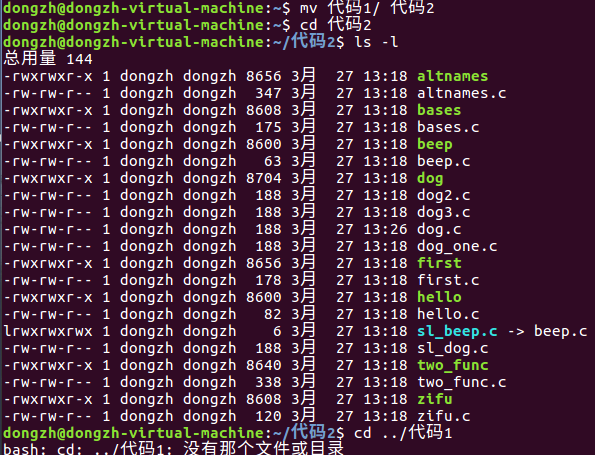 dongzh@dongzh-virtual-machine:~$ mv 代码1/ 代码2
dongzh@dongzh-virtual-machine:~$ cd 代码2
dongzh@dongzh-virtual-machine:~/代码2$ ls -l
总用量 144
-rwxrwxr-x 1 dongzh dongzh 8656 3月  27 13:18 altnames
-rw-rw-r-- 1 dongzh dongzh  347 3月  27 13:18 altnames.c
-rwxrwxr-x 1 dongzh dongzh 8608 3月  27 13:18 bases
-rw-rw-r-- 1 dongzh dongzh  175 3月  27 13:18 bases.c
-rwxrwxr-x 1 dongzh dongzh 8600 3月  27 13:18 beep
-rw-rw-r-- 1 dongzh dongzh   63 3月  27 13:18 beep.c
-rwxrwxr-x 1 dongzh dongzh 8704 3月  27 13:18 dog
-rw-rw-r-- 1 dongzh dongzh  188 3月  27 13:18 dog2.c
-rw-rw-r-- 1 dongzh dongzh  188 3月  27 13:18 dog3.c
-rw-rw-r-- 1 dongzh dongzh  188 3月  27 13:26 dog.c
-rw-rw-r-- 1 dongzh dongzh  188 3月  27 13:18 dog_one.c
-rwxrwxr-x 1 dongzh dongzh 8656 3月  27 13:18 first
-rw-rw-r-- 1 dongzh dongzh  178 3月  27 13:18 first.c
-rwxrwxr-x 1 dongzh dongzh 8600 3月  27 13:18 hello
-rw-rw-r-- 1 dongzh dongzh   82 3月  27 13:18 hello.c
lrwxrwxrwx 1 dongzh dongzh    6 3月  27 13:18 sl_beep.c -> beep.c
-rw-rw-r-- 1 dongzh dongzh  188 3月  27 13:18 sl_dog.c
-rwxrwxr-x 1 dongzh dongzh 8640 3月  27 13:18 two_func
-rw-rw-r-- 1 dongzh dongzh  338 3月  27 13:18 two_func.c
-rwxrwxr-x 1 dongzh dongzh 8608 3月  27 13:18 zifu
-rw-rw-r-- 1 dongzh dongzh  120 3月  27 13:18 zifu.c
dongzh@dongzh-virtual-machine:~/代码2$ cd ../代码1
bash: cd: ../代码1: 没有那个文件或目录